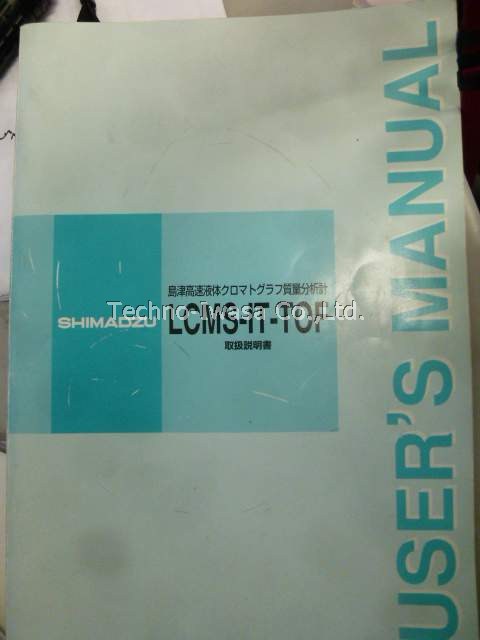 島津高速液体クロマトグラフ質量分析計
SHIMADZU
LCMS-IT-TOF
取扱説明書
USER'S MANUAL
Techno-Iwasa Co.,Ltd.